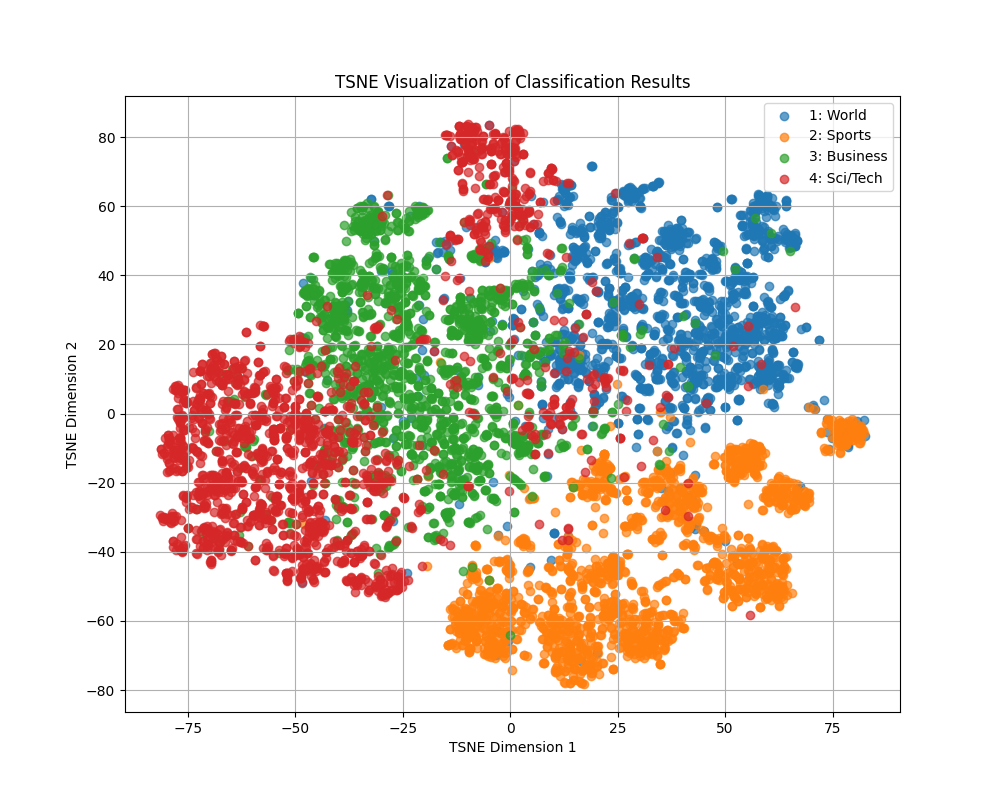 TSNE Visualization of Classification Results
1: World
2: Sports
3: Business
4: Sci/Tech
80
60
40
20
0
−20
−40
−60
−80
TSNE Dimension 2
−75
−50
−25
0
25
50
75
TSNE Dimension 1